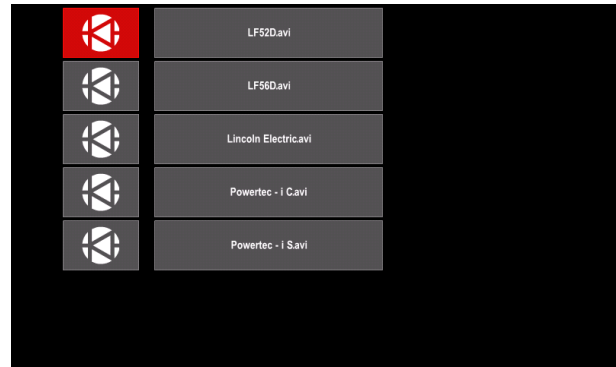 LF52D.avi
LF56D.avi
Lincoln Electric.avi
Powertec - i C.avi
Powertec - i S.avi